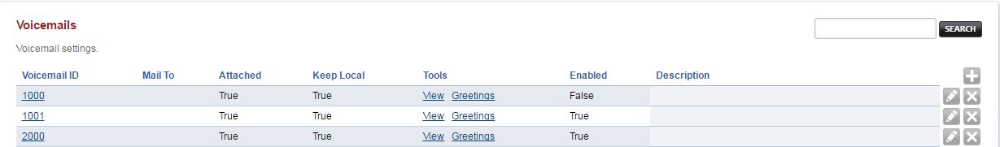 Voicemails
SEARCH
Voicemail settings.
Voicemail ID Mail To Attached Keep Local Tools Enabled Description
1000 True True View Greetings False
1001 True True View Greetings True
2000 True True View Greetings True